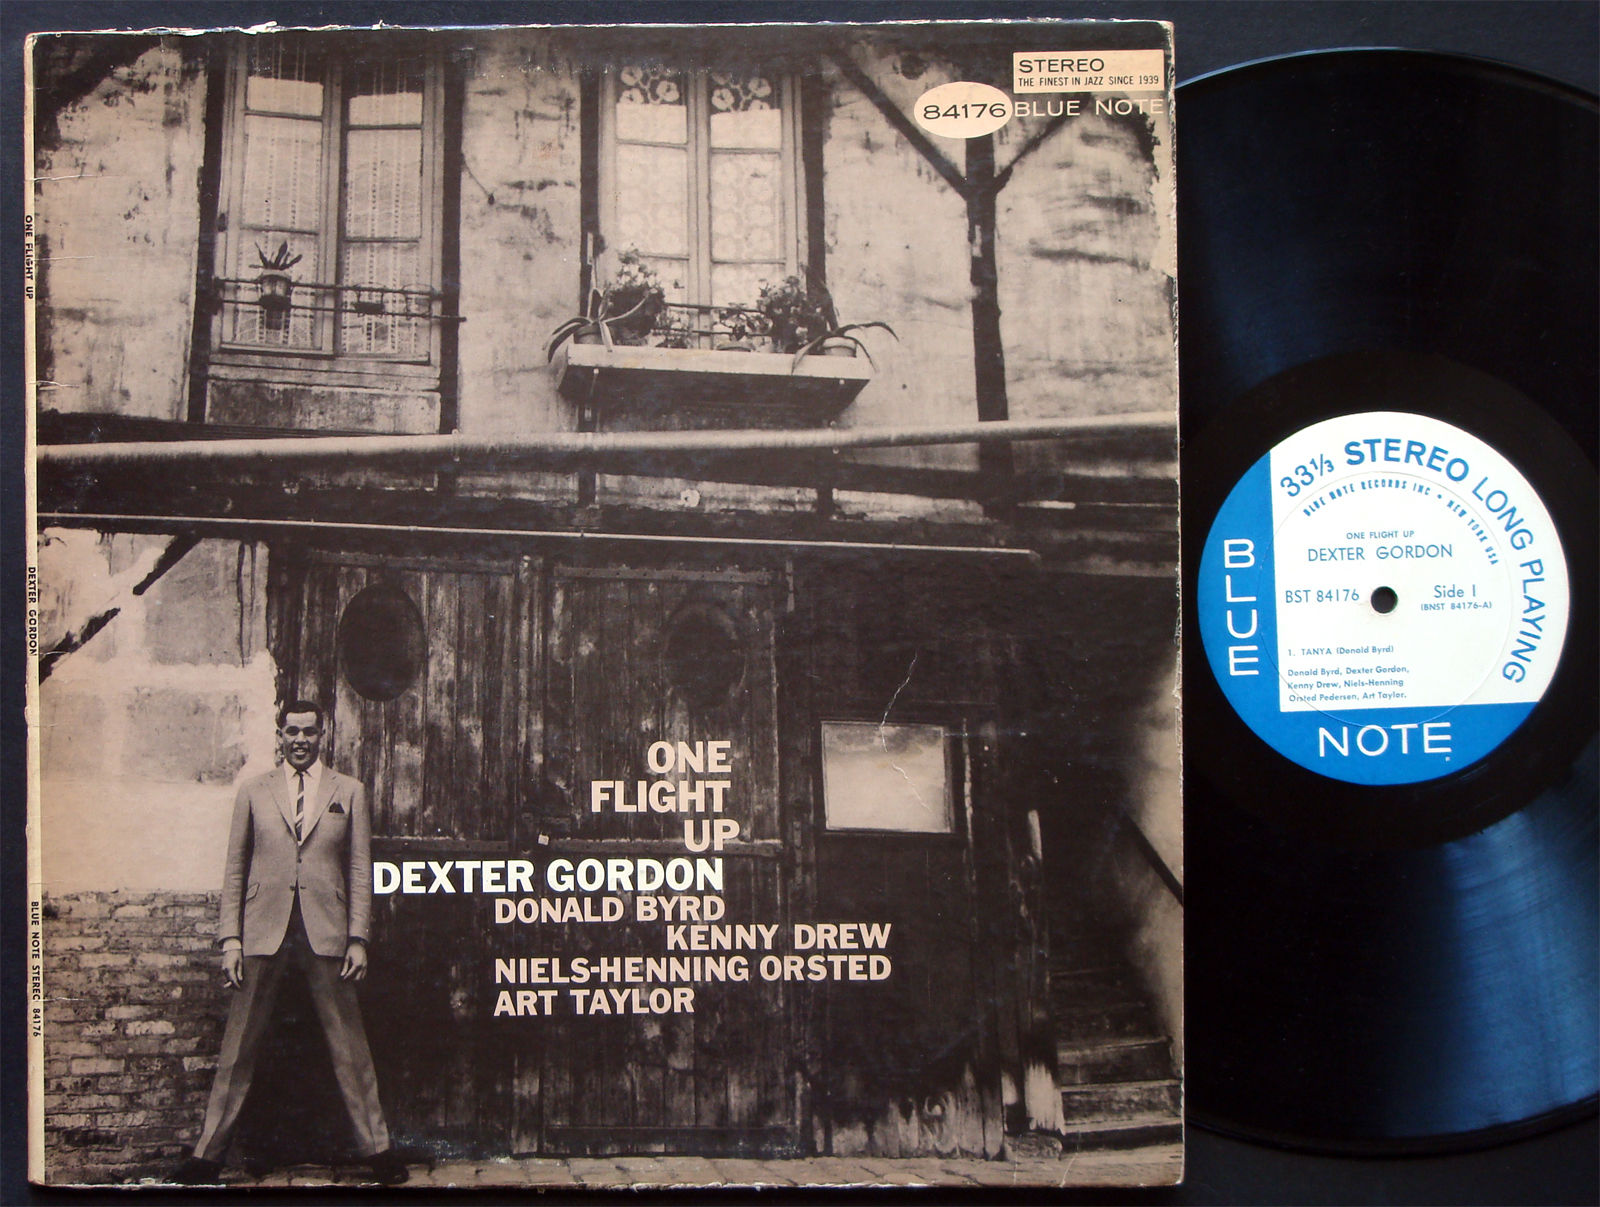 STEREO
THE FINEST IN JAZZ SINCE 1939
84176 BLUE NOTE
ONE FLIGHT UP
DEXTER GORDON
BLUE NOTE STEREO 84176
ONE
FLIGHT
UP
DEXTER GORDON
DONALD BYRD
KENNY DREW
NIELS-HENNING ORSTED
ART TAYLOR
33 1/3 STEREO LONG PLAYING
BLUE NOTE RECORDS INC • NEW YORK USA
ONE FLIGHT UP
DEXTER GORDON
BST 84176
Side 1
(BNST 84176-A)
1. TANYA (Donald Byrd)
Donald Byrd, Dexter Gordon,
Kenny Drew, Niels-Henning
Orsted Pedersen, Art Taylor.
BLUE
NOTE